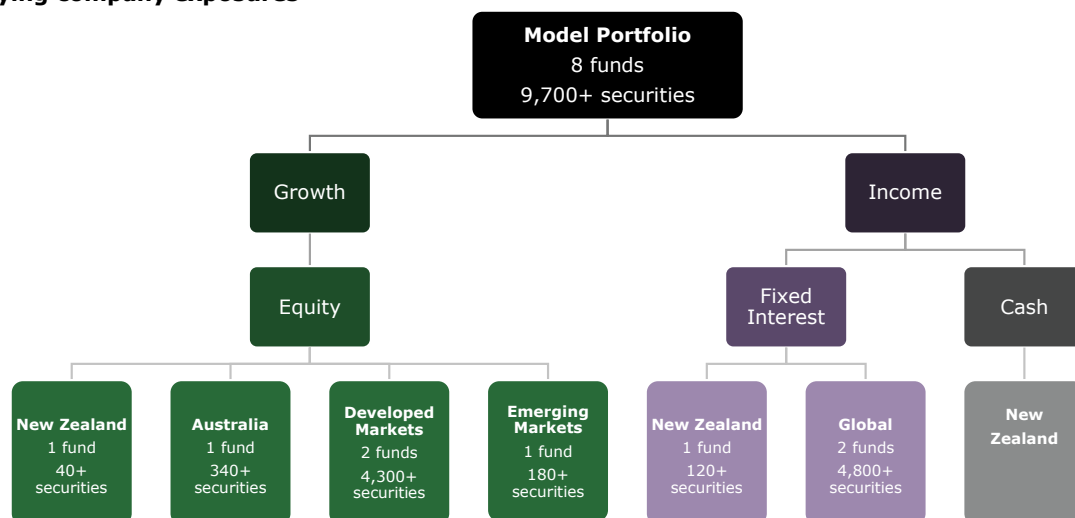 Model Portfolio
8 funds
9,700+ securities
Growth
Income
Equity
Fixed
Interest
Cash
New Zealand
1 fund
40+
securities
Australia
1 fund
340+
securities
Developed
Markets
2 funds
4,300+
securities
Emerging
Markets
1 fund
180+
securities
New Zealand
1 fund
120+
securities
Global
2 funds
4,800+
securities
New
Zealand